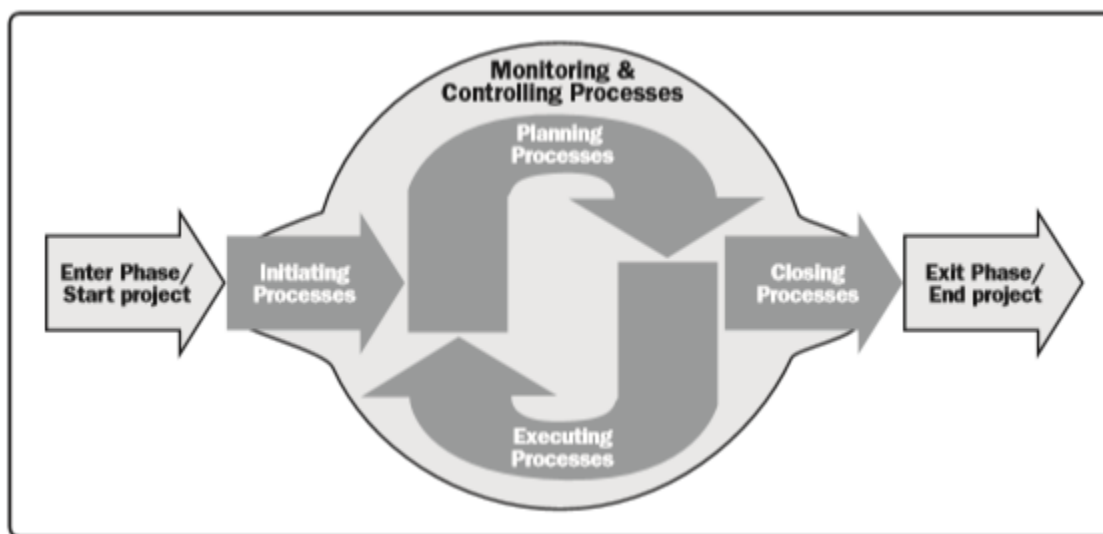 Monitoring &
Controlling Processes
Planning
Processes
Enter Phase/
Start project
Initiating
Processes
Closing
Processes
Exit Phase/
End project
Executing
Processes